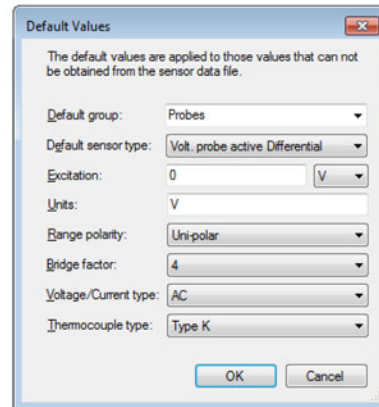 Default Values
The default values are applied to those values that can not
be obtained from the sensor data file.
Default group: Probes
Default sensor type: Volt. probe active Differential
Excitation: 0 V
Units: V
Range polarity: Uni-polar
Bridge factor: 4
Voltage/Current type: AC
Thermocouple type: Type K
OK Cancel